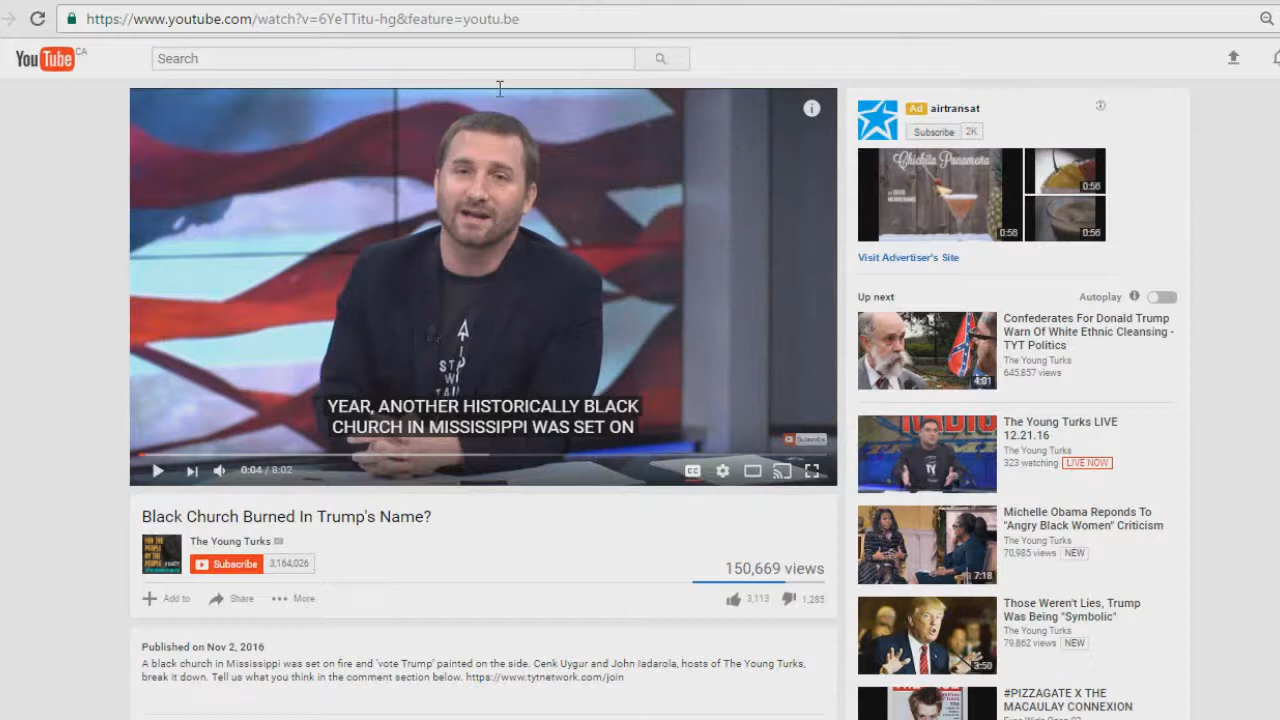 https://www.youtube.com/watch?v=6YeTTitu-hg&feature=youtu.be
YouTube CA
Search
YEAR, ANOTHER HISTORICALLY BLACK
CHURCH IN MISSISSIPPI WAS SET ON
Subscribe
0:04 / 8:02
CC
Black Church Burned In Trump's Name?
The Young Turks
Subscribe 3,164,026
150,669 views
Add to Share More
3,113 1,285
Published on Nov 2, 2016
A black church in Mississippi was set on fire and 'vote Trump' painted on the side. Cenk Uygur and John Iadarola, hosts of The Young Turks,
break it down. Tell us what you think in the comment section below. https://www.tytnetwork.com/join
Ad airtransat
Subscribe 2K
Chichita Panamena
0:56
0:56
0:56
Visit Advertiser's Site
Up next
Autoplay
Confederates For Donald Trump
Warn Of White Ethnic Cleansing -
TYT Politics
The Young Turks
645,857 views
4:01
The Young Turks LIVE
12.21.16
The Young Turks
323 watching LIVE NOW
Michelle Obama Reponds To
"Angry Black Women" Criticism
The Young Turks
70,985 views NEW
7:18
Those Weren't Lies, Trump
Was Being "Symbolic"
The Young Turks
79,862 views NEW
3:50
#PIZZAGATE X THE
MACAULAY CONNEXION